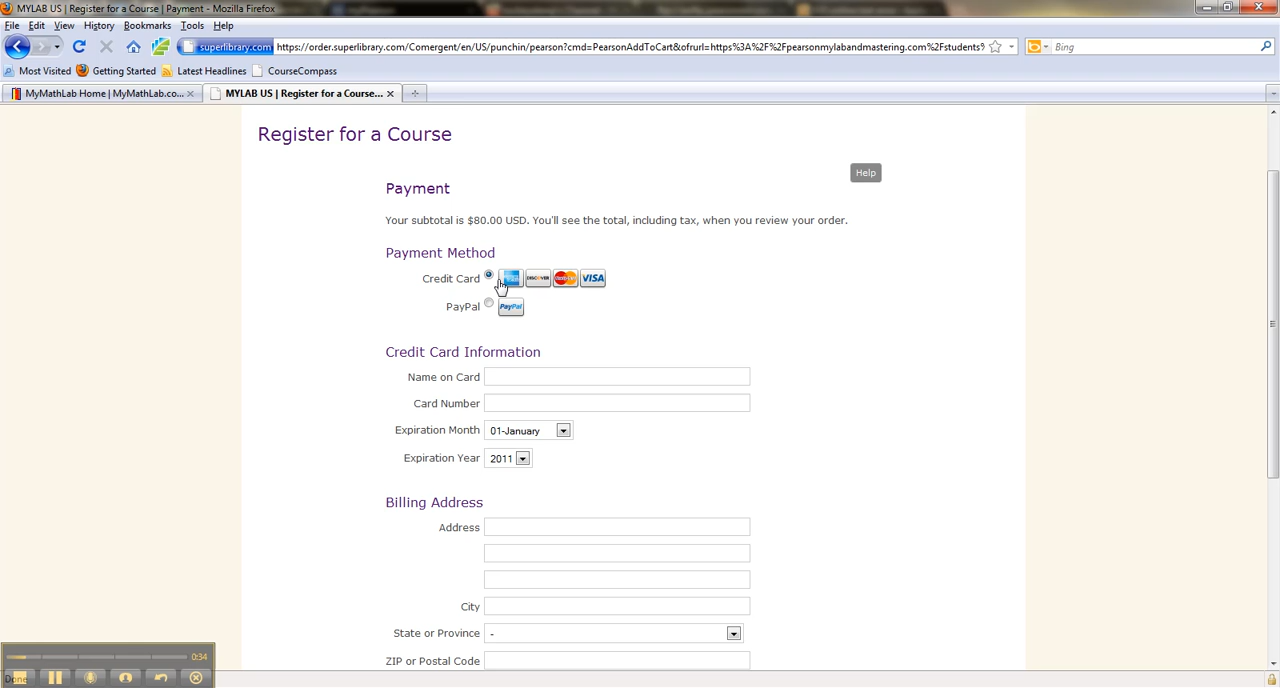 MYLAB US | Register for a Course | Payment - Mozilla Firefox
File Edit View History Bookmarks Tools Help
superlibrary.com https://order.superlibrary.com/Comergent/en/US/punchin/pearson?cmd=PearsonAddToCart&ofrurl=https%3A%2F%2Fpearsonmylabandmastering.com%2Fstudents% Bing
Most Visited Getting Started Latest Headlines CourseCompass
MyMathLab Home | MyMathLab.co... MYLAB US | Register for a Course...
Register for a Course
Help
Payment
Your subtotal is $80.00 USD. You'll see the total, including tax, when you review your order.
Payment Method
Credit Card DISCOVER MasterCard VISA
PayPal PayPal
Credit Card Information
Name on Card
Card Number
Expiration Month 01-January
Expiration Year 2011
Billing Address
Address
City
State or Province -
ZIP or Postal Code
0:34
Done